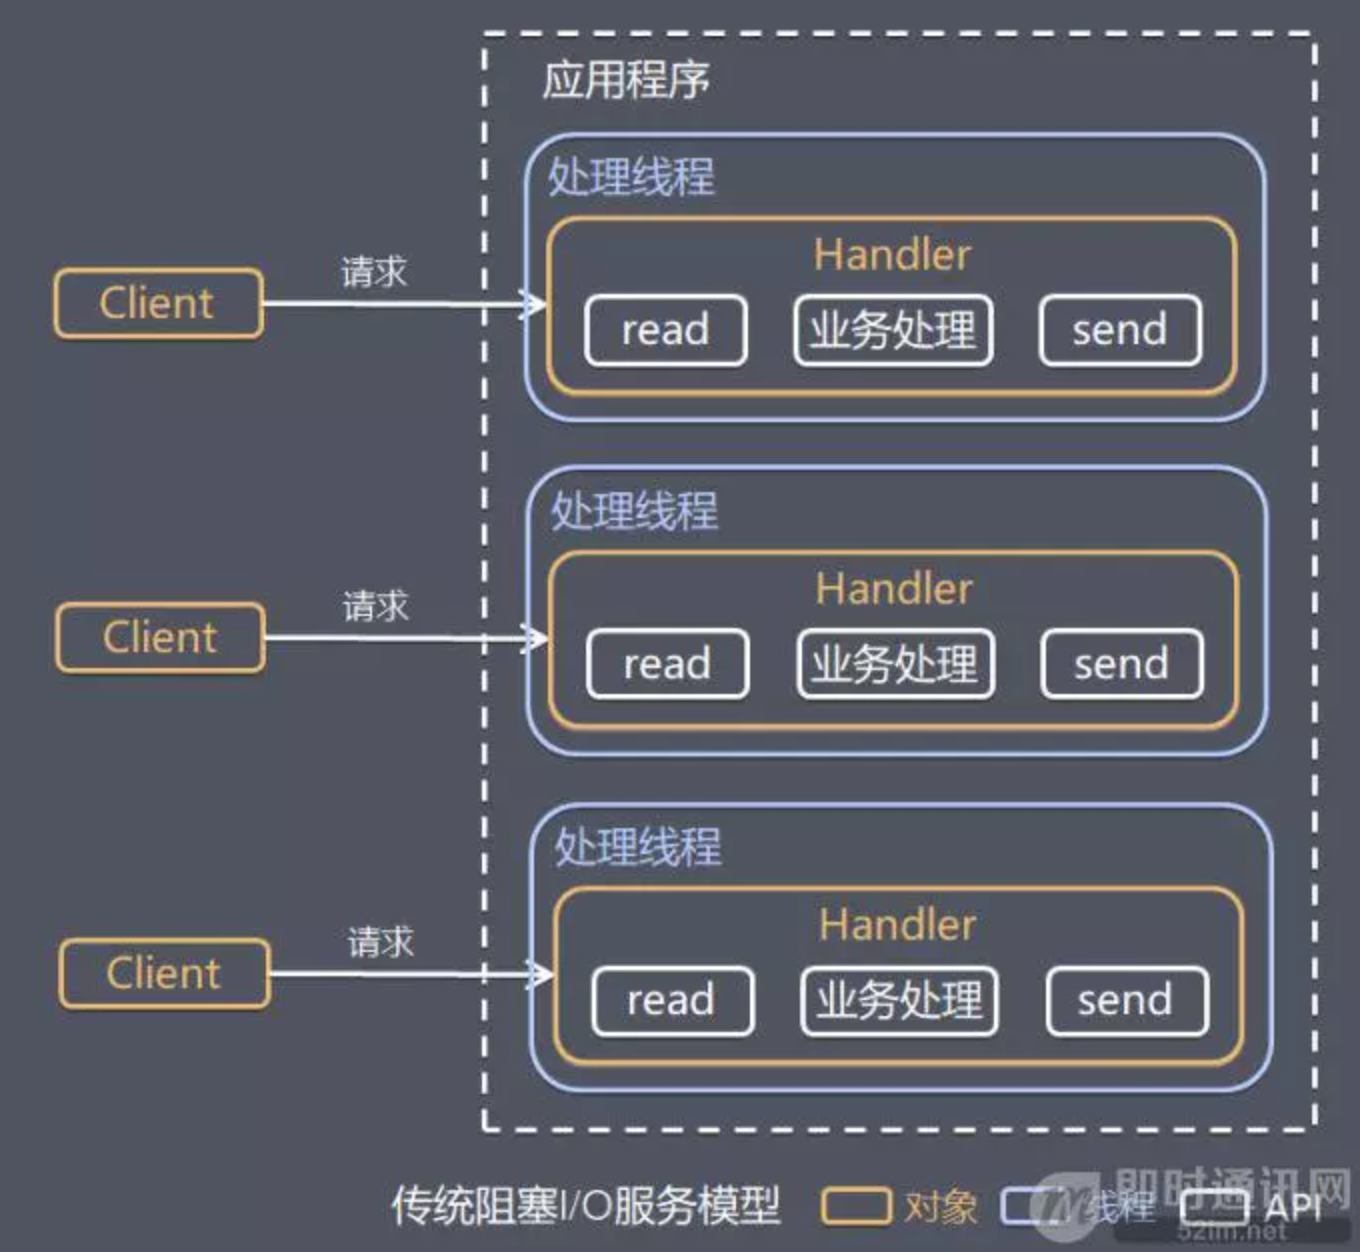 应用程序
处理线程
Handler
Client
请求
read
业务处理
send
处理线程
Handler
Client
请求
read
业务处理
send
处理线程
Handler
Client
请求
read
业务处理
send
传统阻塞I/O服务模型
对象
线程
API
即时通讯网
52im.net